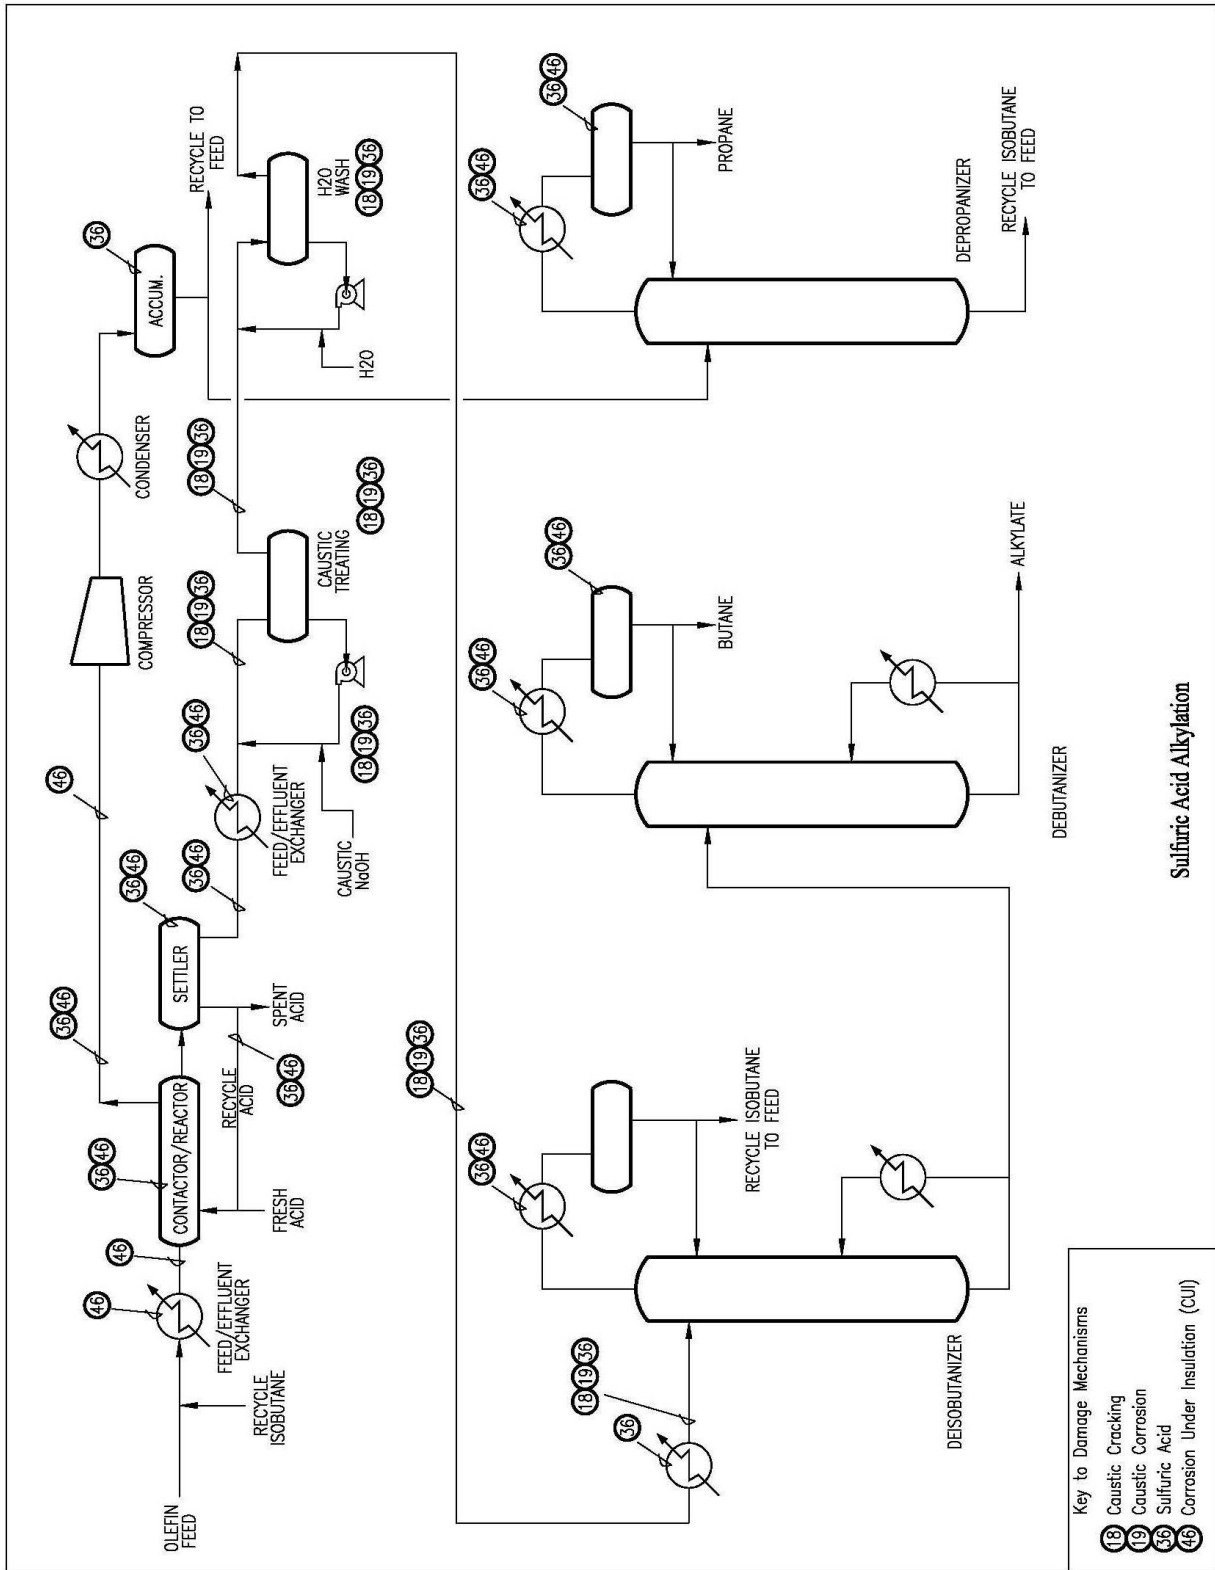 36
ACCUM.
RECYCLE TO
FEED
CONDENSER
COMPRESSOR
46
36 46
36 46
CONTACTOR/REACTOR
46
46
FEED/EFFLUENT
EXCHANGER
OLEFIN
FEED
RECYCLE
ISOBUTANE
FRESH
ACID
RECYCLE
ACID
36 46
SPENT
ACID
SETTLER
36 46
36 46
FEED/EFFLUENT
EXCHANGER
36 46
CAUSTIC
NaOH
18 19 36
18 19 36
CAUSTIC
TREATING
18 19 36
18 19 36
H2O
H2O
WASH
18 19 36
18 19 36
36
18 19 36
DEISOBUTANIZER
36 46
RECYCLE ISOBUTANE
TO FEED
36 46
36 46
BUTANE
DEBUTANIZER
ALKYLATE
36 46
36 46
PROPANE
DEPROPANIZER
RECYCLE ISOBUTANE
TO FEED
Key to Damage Mechanisms
18 Caustic Cracking
19 Caustic Corrosion
36 Sulfuric Acid
46 Corrosion Under Insulation (CUI)
Sulfuric Acid Alkylation